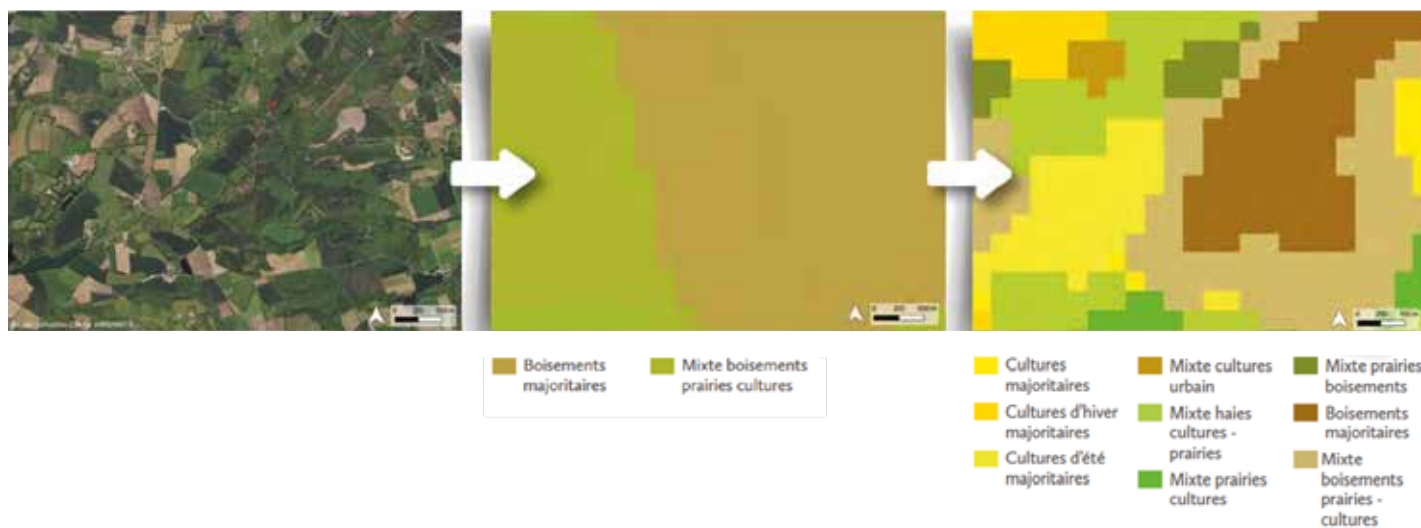 Boisements
majoritaires
Mixte boisements
prairies cultures
Cultures
majoritaires
Cultures d'hiver
majoritaires
Cultures d'été
majoritaires
Mixte cultures
urbain
Mixte haies
cultures -
prairies
Mixte prairies
cultures
Mixte prairies
boisements
Boisements
majoritaires
Mixte
boisements
prairies -
cultures